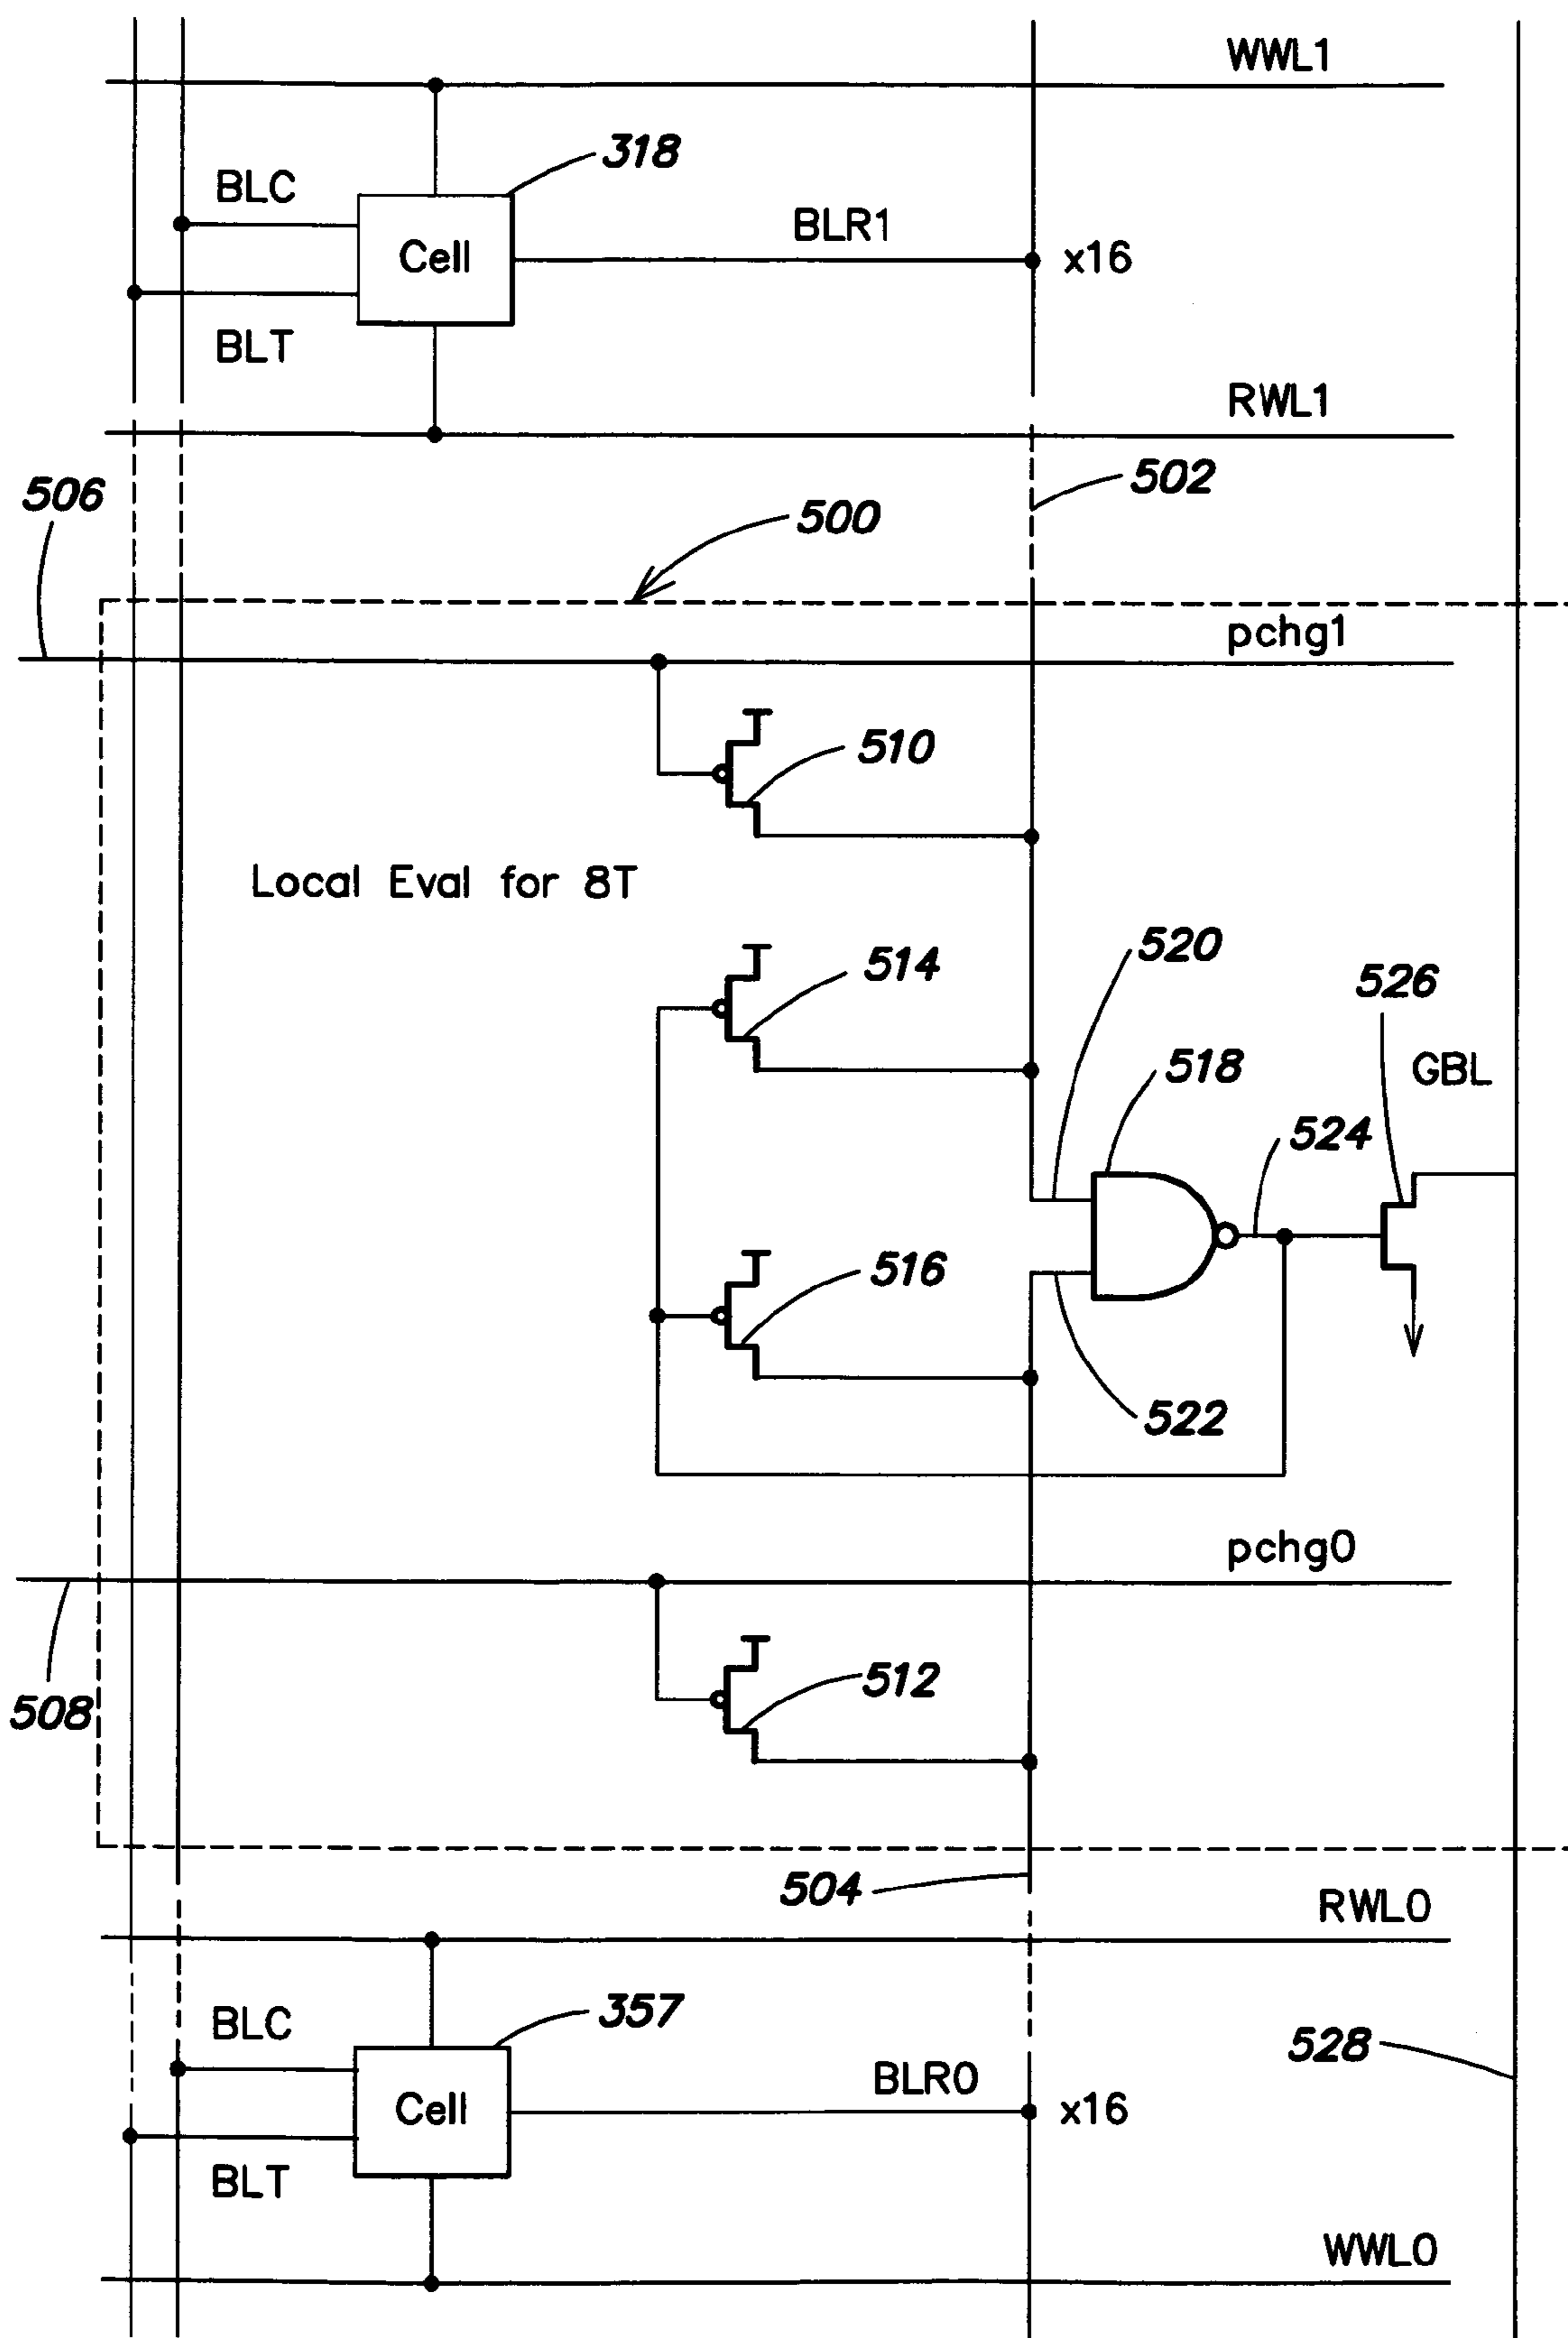 WWL1
318
BLC
Cell
BLR1
x16
BLT
RWL1
506
502
500
pchg1
510
Local Eval for 8T
514
520
526
518
GBL
524
516
522
pchg0
512
508
504
RWL0
357
BLC
528
Cell
BLR0
x16
BLT
WWL0